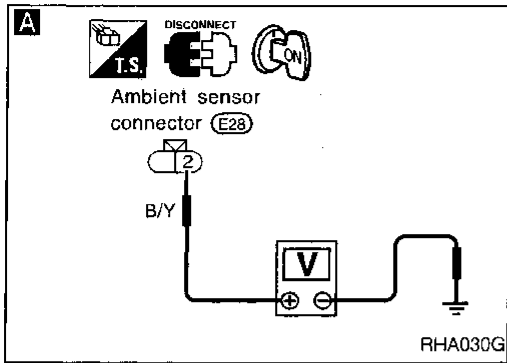 A
DISCONNECT
T.S.
ON
Ambient sensor
connector E28
2
B/Y
V
⊕ ⊖
RHA030G